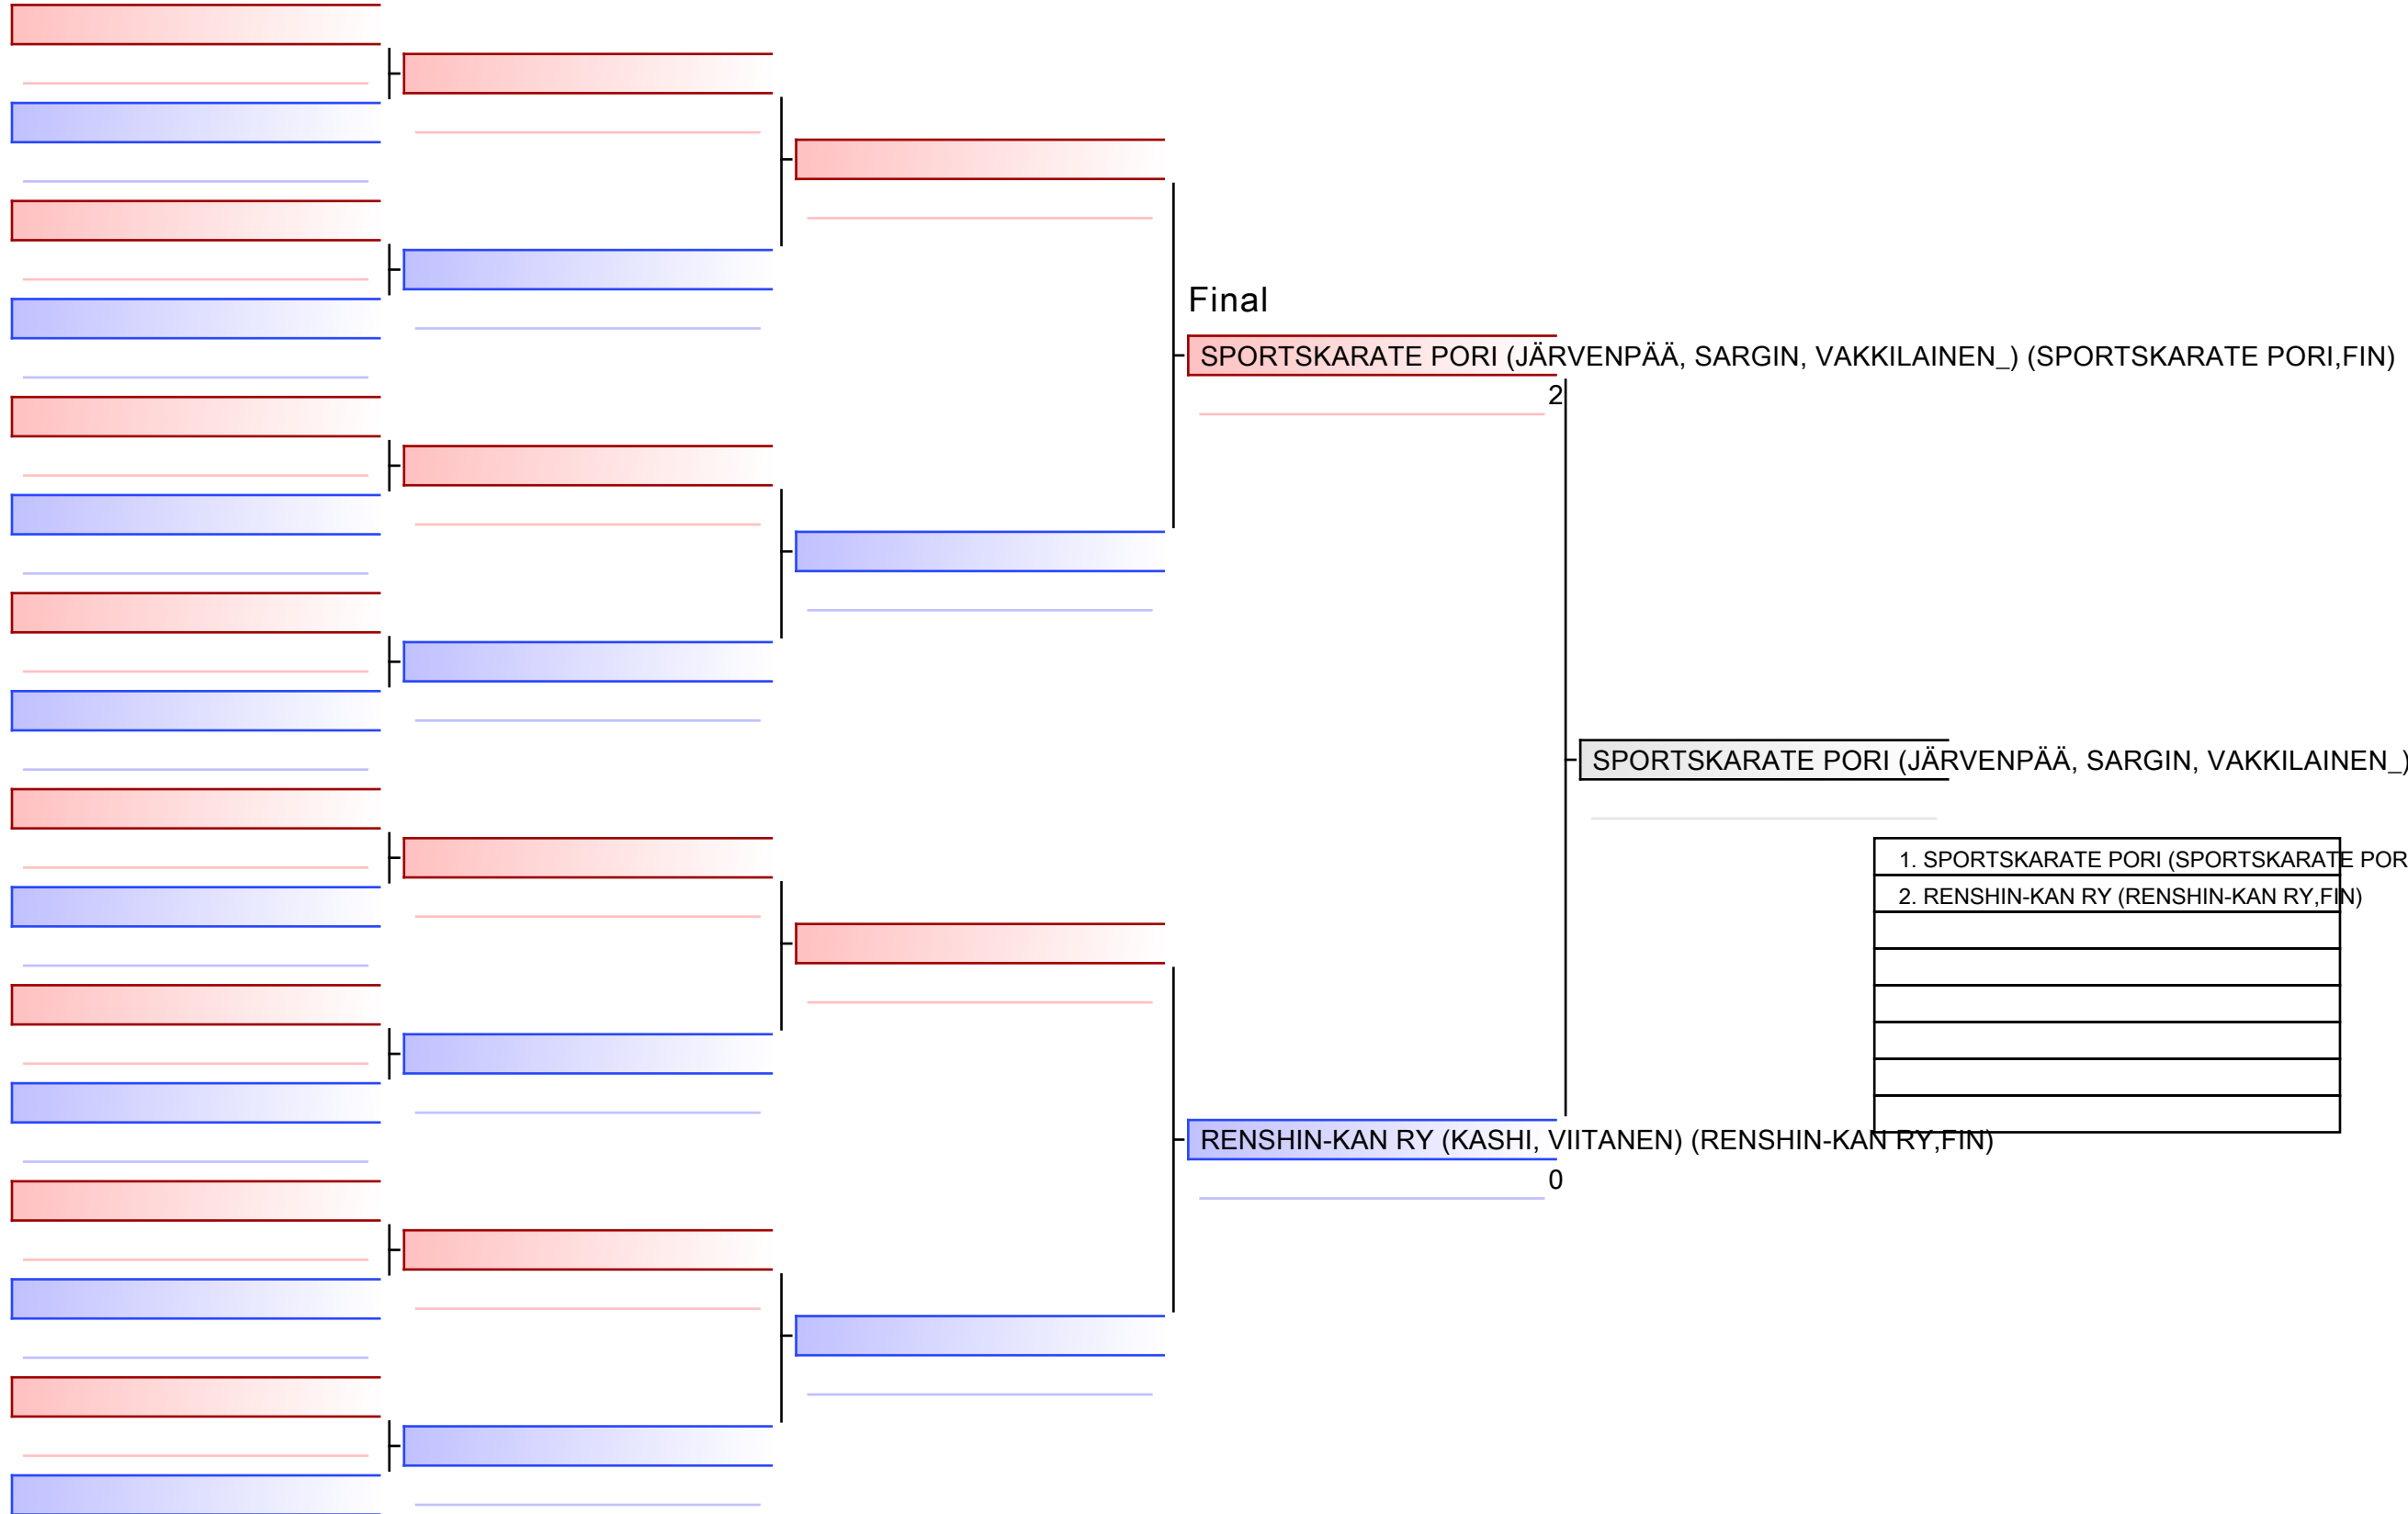 Final
SPORTSKARATE PORI (JÄRVENPÄÄ, SARGIN, VAKKILAINEN_) (SPORTSKARATE PORI,FIN)
2
SPORTSKARATE PORI (JÄRVENPÄÄ, SARGIN, VAKKILAINEN_)
1. SPORTSKARATE PORI (SPORTSKARATE POR
2. RENSHIN-KAN RY (RENSHIN-KAN RY,FIN)
RENSHIN-KAN RY (KASHI, VIITANEN) (RENSHIN-KAN RY,FIN)
0